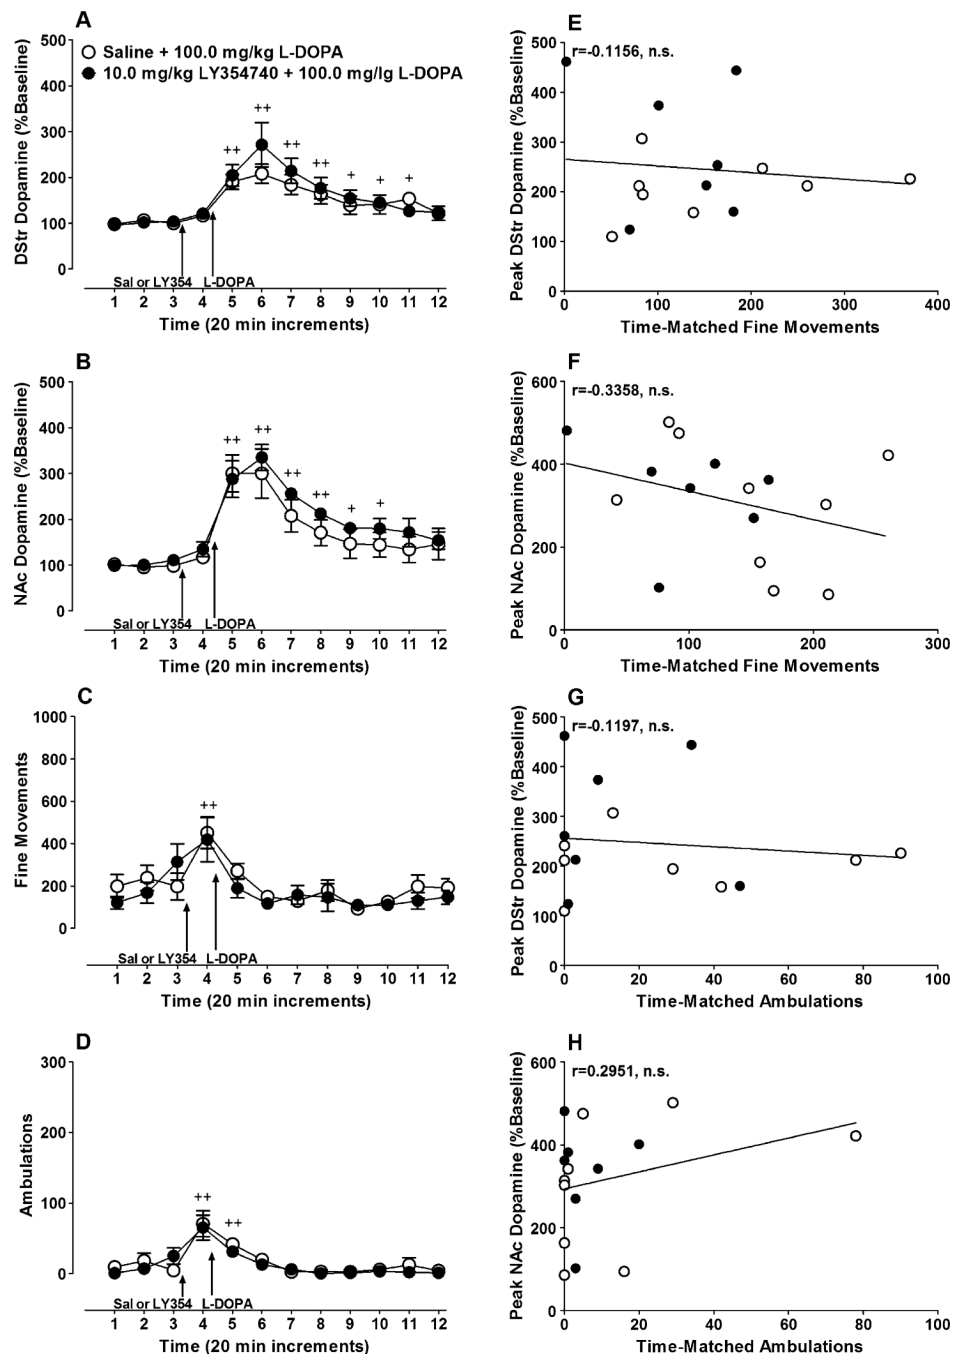 A
500
Saline + 100.0 mg/kg L-DOPA
10.0 mg/kg LY354740 + 100.0 mg/lg L-DOPA
400
300
200
100
0
DStr Dopamine (%Baseline)
++ ++ ++ ++ + + +
Sal or LY354 L-DOPA
1 2 3 4 5 6 7 8 9 10 11 12
Time (20 min increments)
B
500
400
300
200
100
0
NAc Dopamine (%Baseline)
++ ++ ++ ++ + +
Sal or LY354 L-DOPA
1 2 3 4 5 6 7 8 9 10 11 12
Time (20 min increments)
C
1000
800
600
400
200
0
Fine Movements
++
Sal or LY354 L-DOPA
1 2 3 4 5 6 7 8 9 10 11 12
Time (20 min increments)
D
300
200
100
0
Ambulations
++ ++
Sal or LY354 L-DOPA
1 2 3 4 5 6 7 8 9 10 11 12
Time (20 min increments)
E
r=-0.1156, n.s.
500
400
300
200
100
0
Peak DStr Dopamine (%Baseline)
0 100 200 300 400
Time-Matched Fine Movements
F
r=-0.3358, n.s.
600
400
200
0
Peak NAc Dopamine (%Baseline)
0 100 200 300
Time-Matched Fine Movements
G
r=-0.1197, n.s.
500
400
300
200
100
0
Peak DStr Dopamine (%Baseline)
0 20 40 60 80 100
Time-Matched Ambulations
H
r=0.2951, n.s.
600
400
200
0
Peak NAc Dopamine (%Baseline)
0 20 40 60 80 100
Time-Matched Ambulations